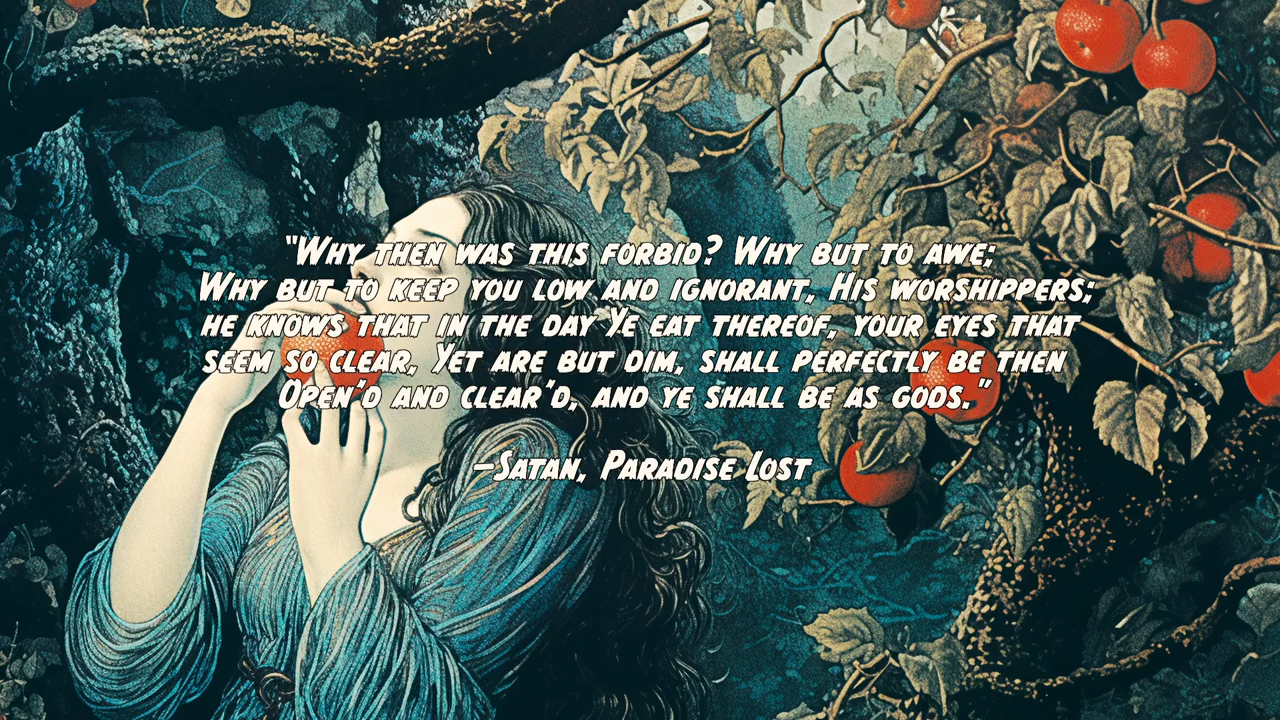 "Why then was this forbid? Why but to awe;
Why but to keep you low and ignorant, His worshippers;
he knows that in the day Ye eat thereof, your eyes that
seem so clear, Yet are but dim, shall perfectly be then
Open'd and clear'd, and ye shall be as gods."
–Satan, Paradise Lost